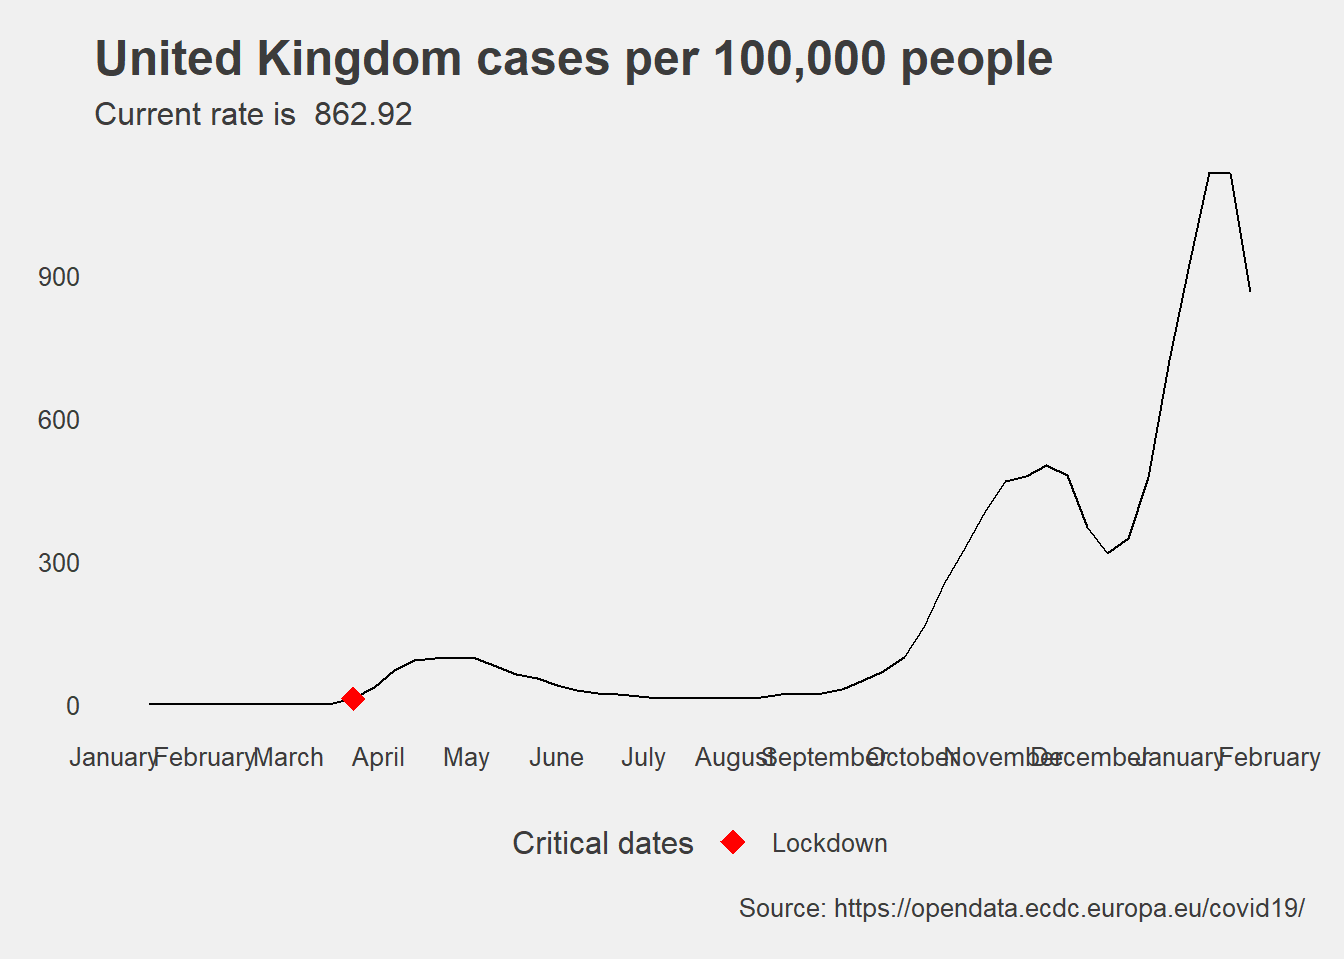 United Kingdom cases per 100,000 people
Current rate is  862.92
900
600
300
0
January February March April May June July August September October November December January February
Critical dates Lockdown
Source: https://opendata.ecdc.europa.eu/covid19/